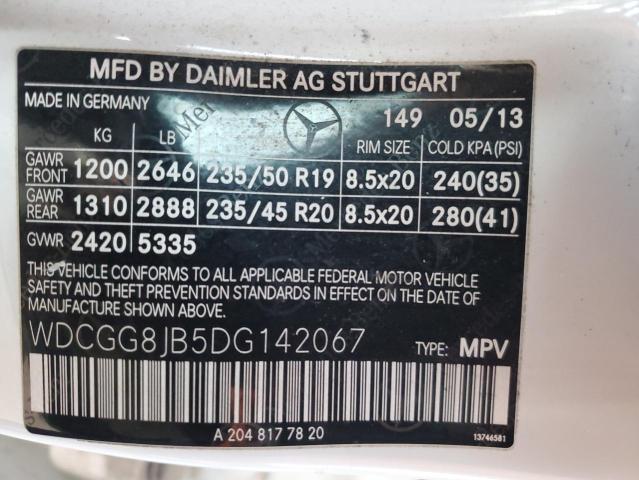 MFD BY DAIMLER AG STUTTGART
MADE IN GERMANY 149 05/13
KG LB RIM SIZE COLD KPA(PSI)
GAWR FRONT 1200 2646 235/50 R19 8.5x20 240(35)
GAWR REAR 1310 2888 235/45 R20 8.5x20 280(41)
GVWR 2420 5335
THIS VEHICLE CONFORMS TO ALL APPLICABLE FEDERAL MOTOR VEHICLE
SAFETY AND THEFT PREVENTION STANDARDS IN EFFECT ON THE DATE OF
MANUFACTURE SHOWN ABOVE.
WDCGG8JB5DG142067 TYPE: MPV
A 204 817 78 20 13746581